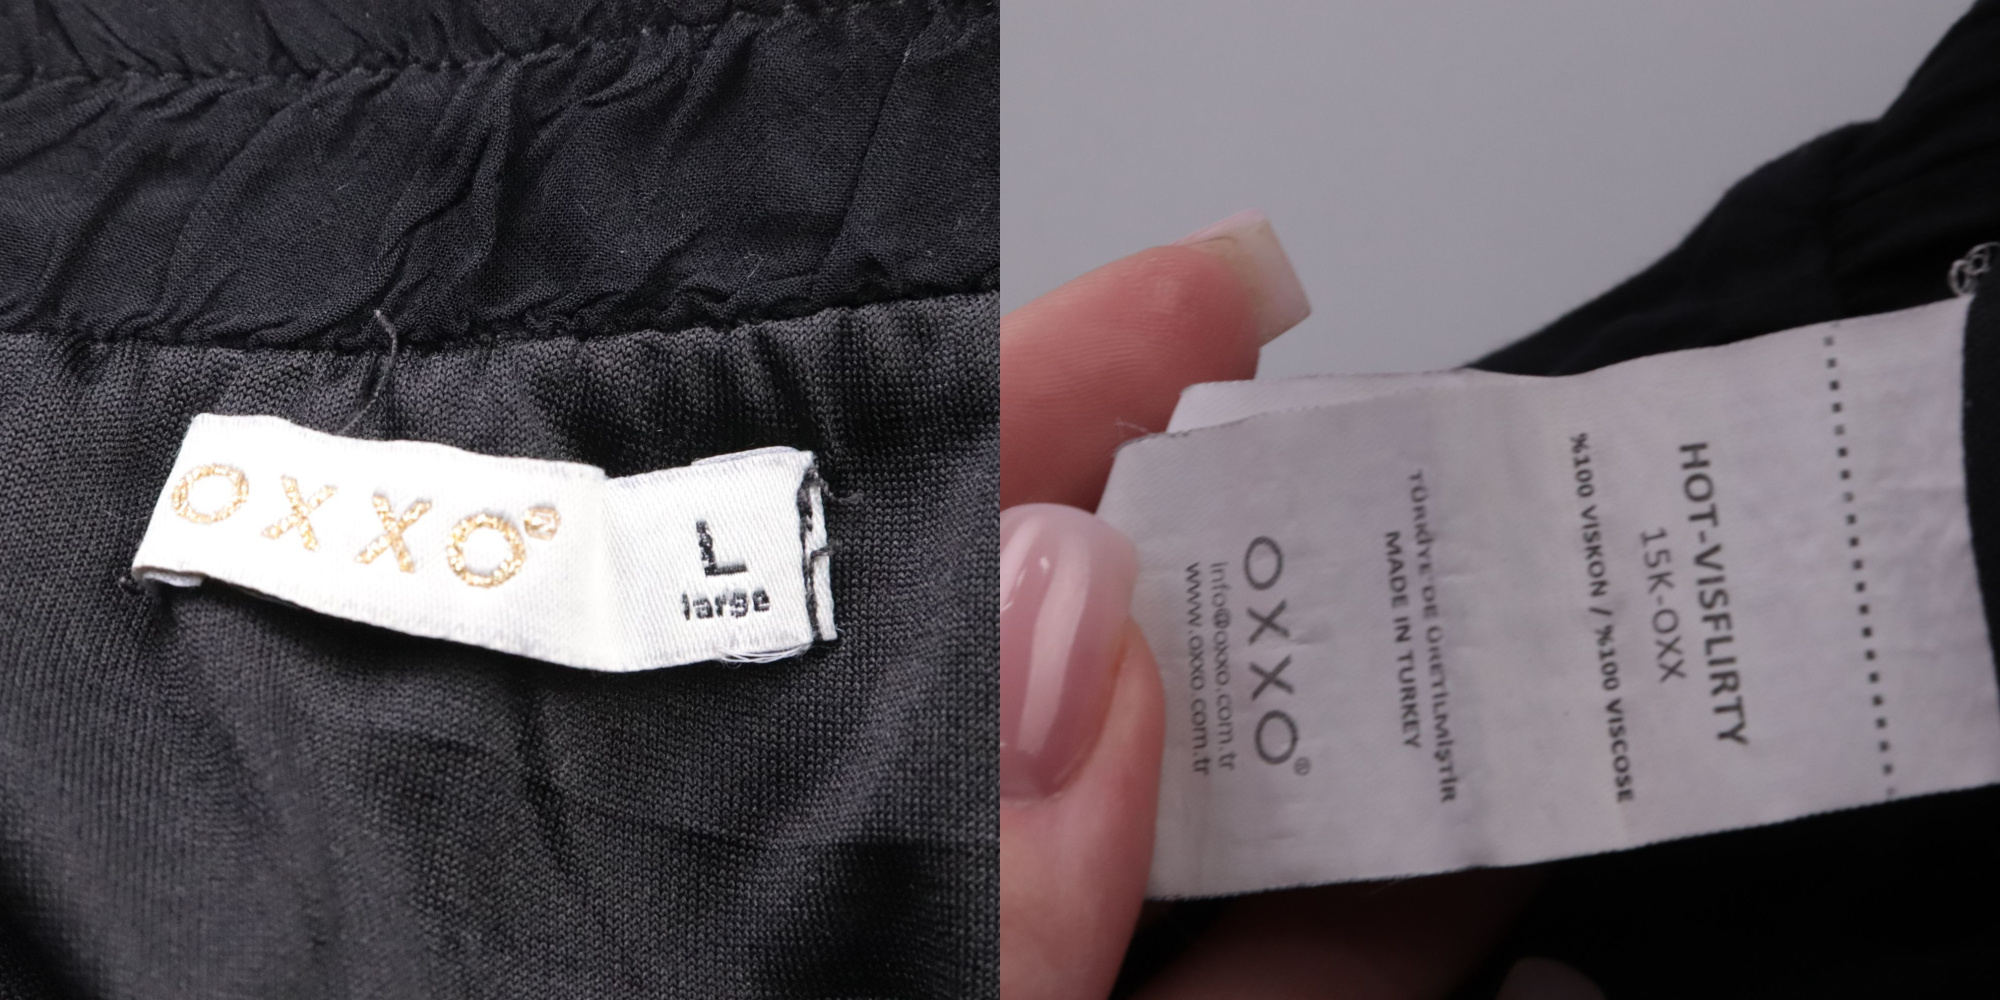 OXXO®
L
large
HOT-VISFLIRTY
15K-OXX
%100 VISKON / %100 VISCOSE
TÜRKİYE'DE ÜRETİLMİŞTİR
MADE IN TURKEY
OXXO®
info@oxxo.com.tr
www.oxxo.com.tr